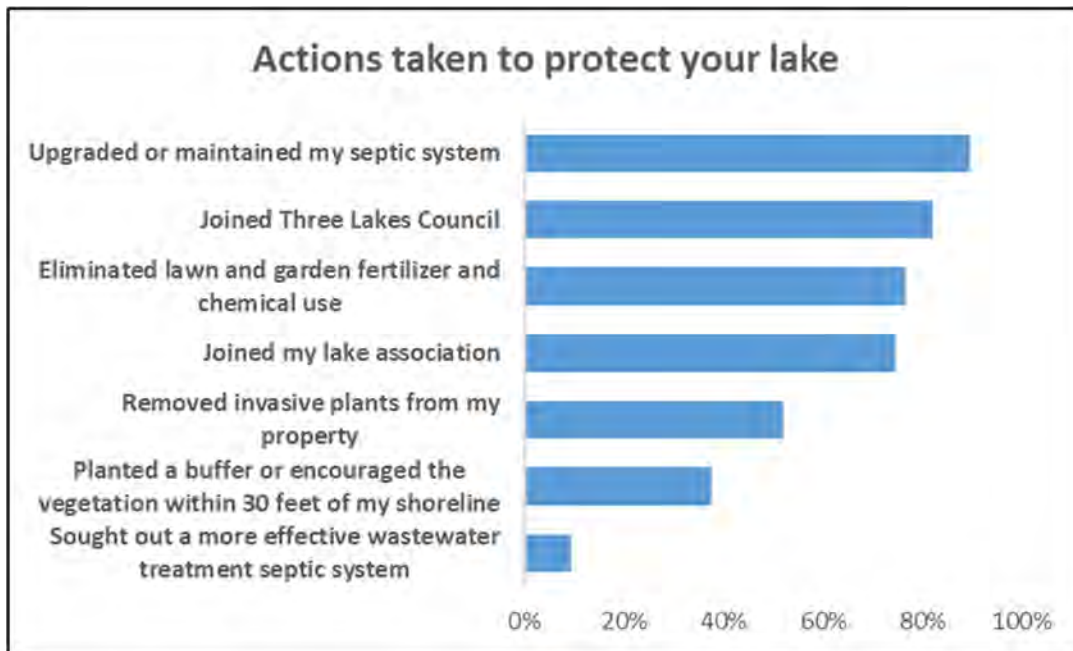 Actions taken to protect your lake
Upgraded or maintained my septic system
Joined Three Lakes Council
Eliminated lawn and garden fertilizer and
chemical use
Joined my lake association
Removed invasive plants from my
property
Planted a buffer or encouraged the
vegetation within 30 feet of my shoreline
Sought out a more effective wastewater
treatment septic system
0% 20% 40% 60% 80% 100%